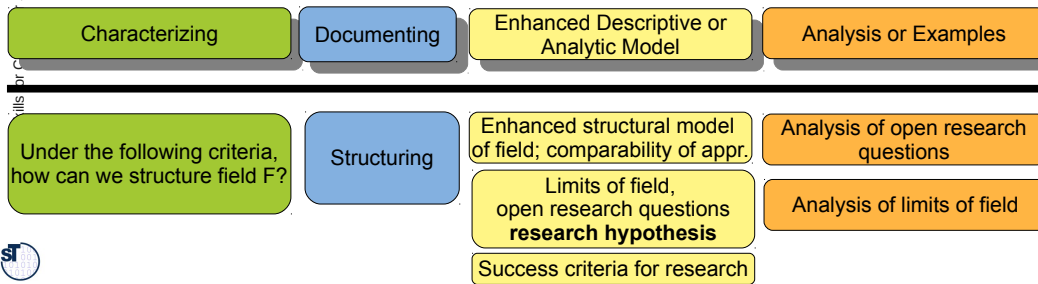 Characterizing
Documenting
Enhanced Descriptive or
Analytic Model
Analysis or Examples
Under the following criteria,
how can we structure field F?
Structuring
Enhanced structural model
of field; comparability of appr.
Limits of field,
open research questions
research hypothesis
Success criteria for research
Analysis of open research
questions
Analysis of limits of field
sT